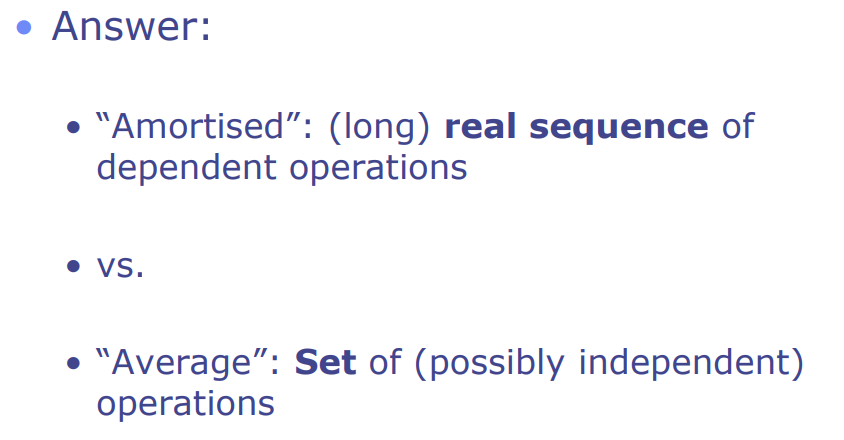 • Answer:
• “Amortised”: (long) real sequence of
dependent operations
• vs.
• “Average”: Set of (possibly independent)
operations